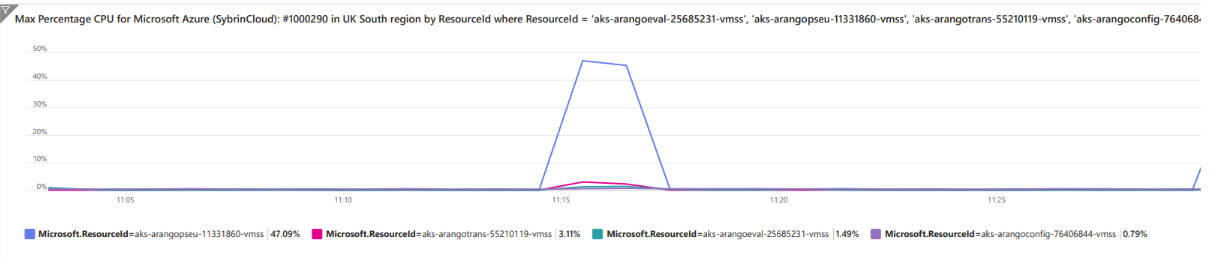 Max Percentage CPU for Microsoft Azure (SybrinCloud): #1000290 in UK South region by ResourceId where ResourceId = 'aks-arangoeval-25685231-vmss', 'aks-arangopseu-11331860-vmss', 'aks-arangotrans-55210119-vmss', 'aks-arangoconfig-7640684
50%
40%
30%
20%
10%
0%
11:05 11:10 11:15 11:20 11:25
Microsoft.ResourceId=aks-arangopseu-11331860-vmss 47.09% Microsoft.ResourceId=aks-arangotrans-55210119-vmss 3.11% Microsoft.ResourceId=aks-arangoeval-25685231-vmss 1.49% Microsoft.ResourceId=aks-arangoconfig-76406844-vmss 0.79%